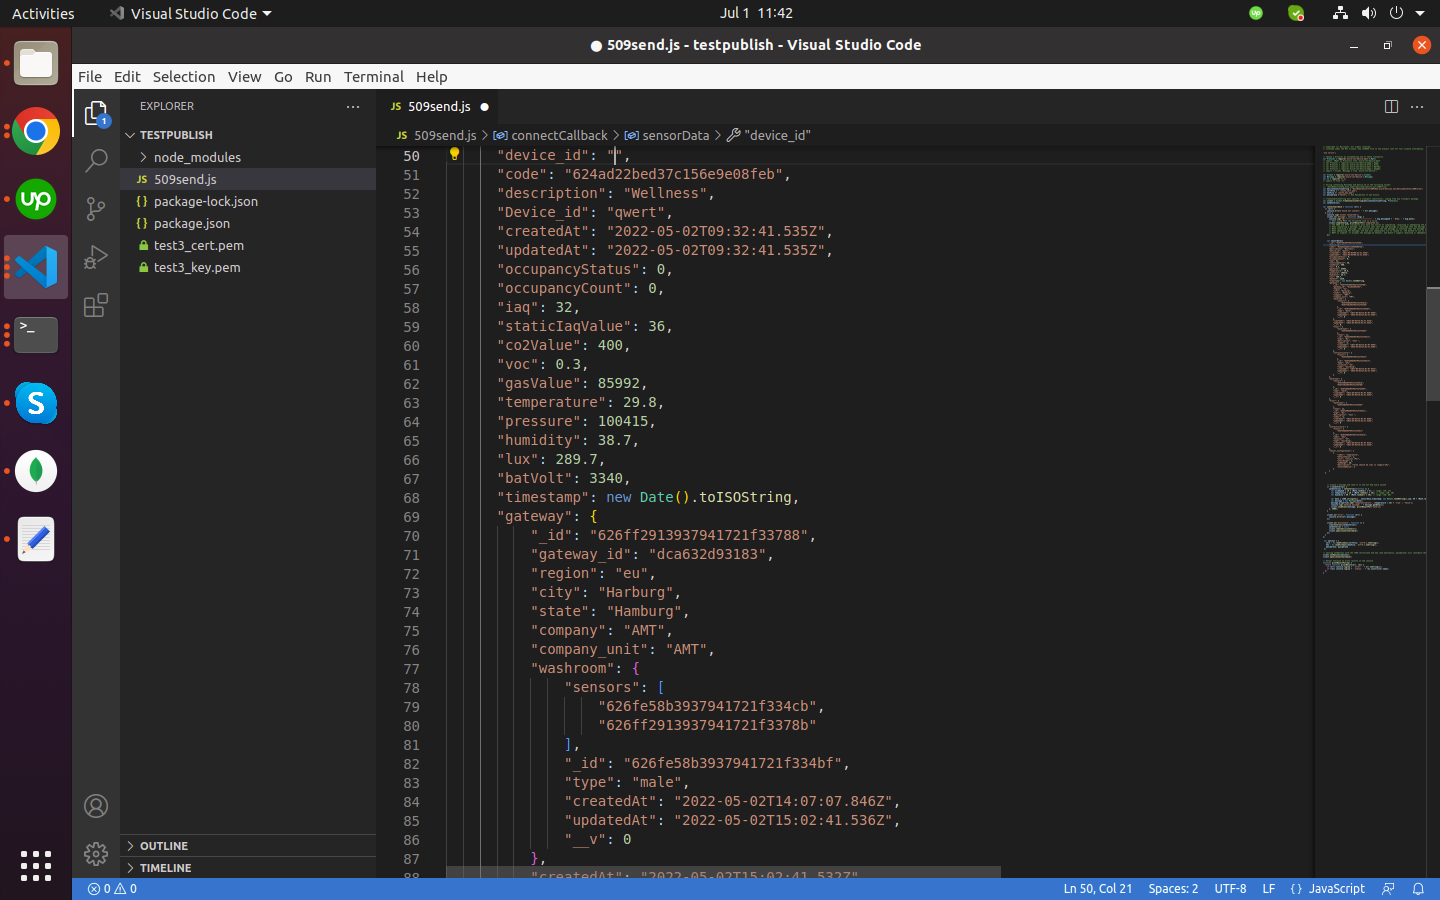 Activities
Visual Studio Code
Jul 1 11:42
up
● 509send.js - testpublish - Visual Studio Code
File Edit Selection View Go Run Terminal Help
EXPLORER
TESTPUBLISH
node_modules
JS 509send.js
{ } package-lock.json
{ } package.json
test3_cert.pem
test3_key.pem
OUTLINE
TIMELINE
1
up
>_
S
JS 509send.js ●
JS 509send.js > connectCallback > sensorData > "device_id"
50 "device_id": "",
51 "code": "624ad22bed37c156e9e08feb",
52 "description": "Wellness",
53 "Device_id": "qwert",
54 "createdAt": "2022-05-02T09:32:41.535Z",
55 "updatedAt": "2022-05-02T09:32:41.535Z",
56 "occupancyStatus": 0,
57 "occupancyCount": 0,
58 "iaq": 32,
59 "staticIaqValue": 36,
60 "co2Value": 400,
61 "voc": 0.3,
62 "gasValue": 85992,
63 "temperature": 29.8,
64 "pressure": 100415,
65 "humidity": 38.7,
66 "lux": 289.7,
67 "batVolt": 3340,
68 "timestamp": new Date().toISOString,
69 "gateway": {
70 "_id": "626ff2913937941721f33788",
71 "gateway_id": "dca632d93183",
72 "region": "eu",
73 "city": "Harburg",
74 "state": "Hamburg",
75 "company": "AMT",
76 "company_unit": "AMT",
77 "washroom": {
78 "sensors": [
79 "626fe58b3937941721f334cb",
80 "626ff2913937941721f3378b"
81 ],
82 "_id": "626fe58b3937941721f334bf",
83 "type": "male",
84 "createdAt": "2022-05-02T14:07:07.846Z",
85 "updatedAt": "2022-05-02T15:02:41.536Z",
86 "__v": 0
87 },
88 "createdAt": "2022-05-02T15:02:41.532Z"
0 0
Ln 50, Col 21 Spaces: 2 UTF-8 LF { } JavaScript